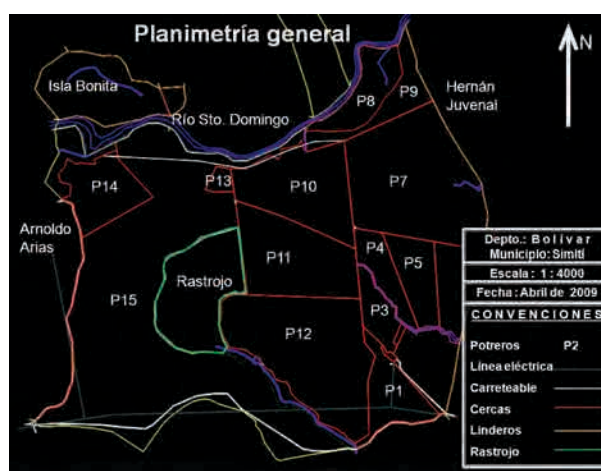 Planimetría general
N
Isla Bonita
Río Sto. Domingo
Hernán
Juvenal
P8
P9
P14
P13
P10
P7
Arnoldo
Arias
P11
P4
P5
Rastrojo
P15
P3
P12
P1
Depto.: Bolívar
Municipio: Simití
Escala: 1 : 4000
Fecha: Abril de 2009
CONVENCIONES
Potreros P2
Línea eléctrica
Carreteable
Cercas
Linderos
Rastrojo